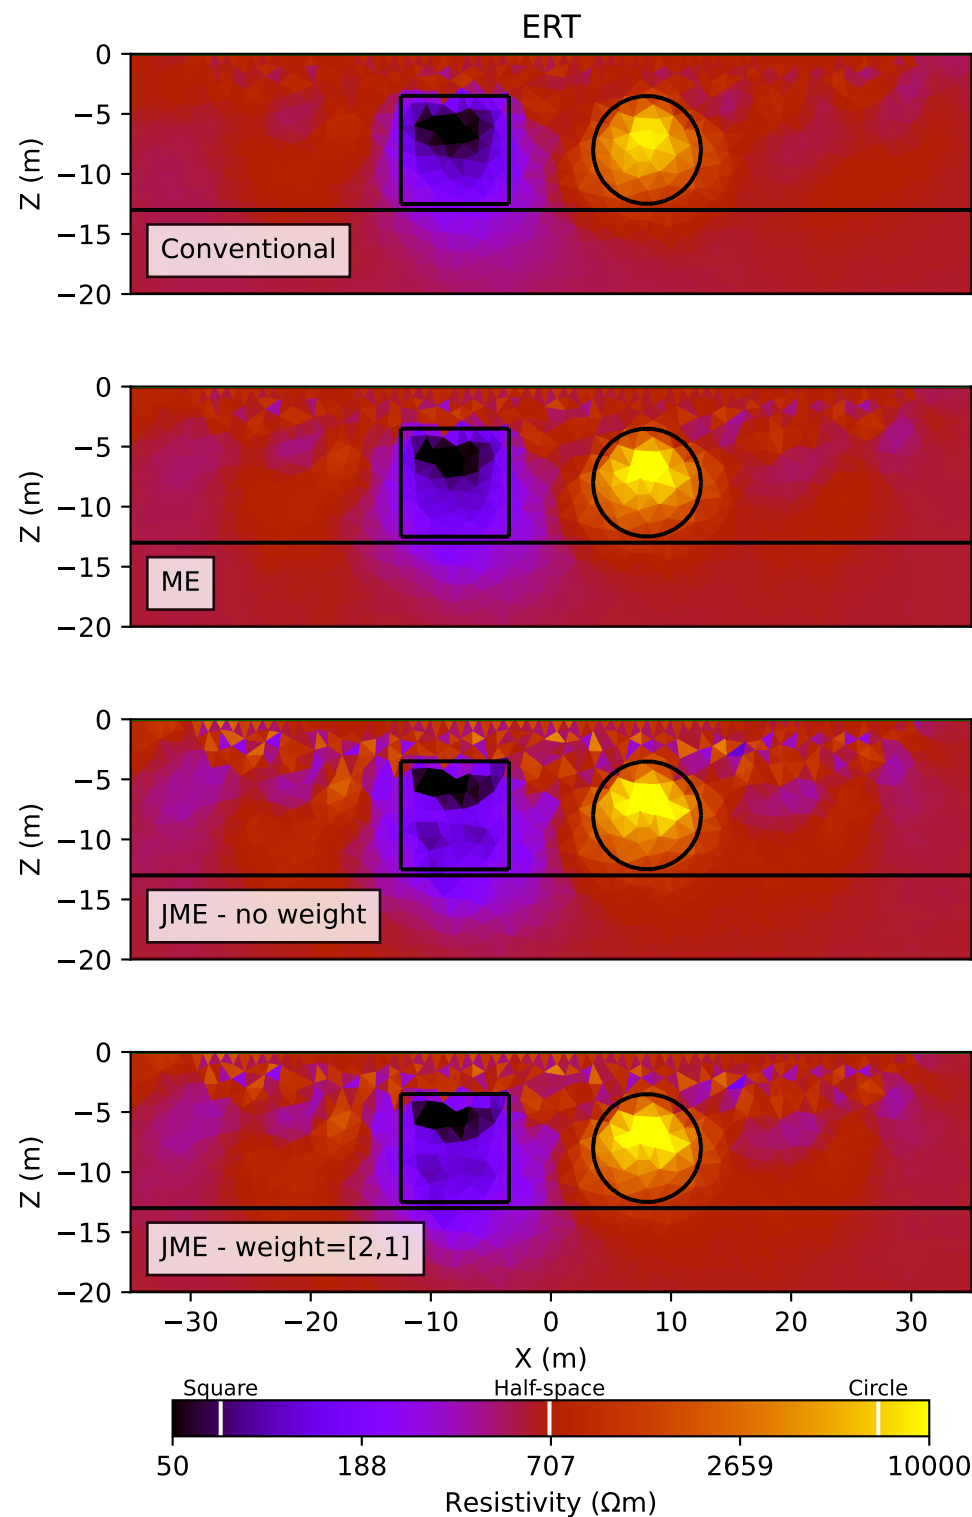 ERT
0
−5
−10
−15
−20
Z (m)
Conventional
0
−5
−10
−15
−20
Z (m)
ME
0
−5
−10
−15
−20
Z (m)
JME - no weight
0
−5
−10
−15
−20
Z (m)
JME - weight=[2,1]
−30 −20 −10 0 10 20 30
X (m)
Square Half-space Circle
50 188 707 2659 10000
Resistivity (Ωm)